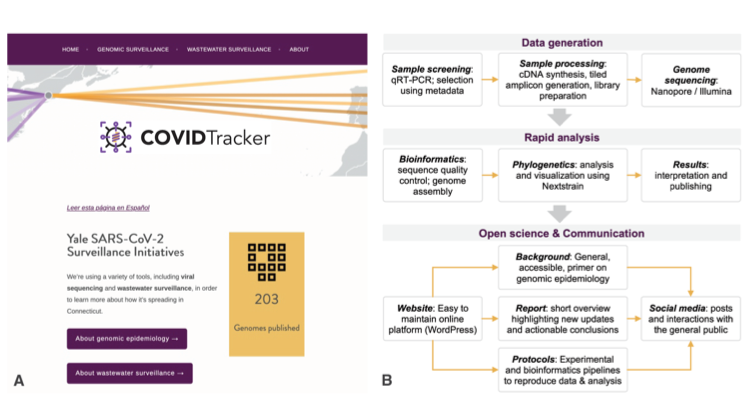 HOME - GENOMIC SURVEILLANCE - WASTEWATER SURVEILLANCE - ABOUT
COVIDTracker
Leer esta página en Español
Yale SARS-CoV-2
Surveillance Initiatives
We're using a variety of tools, including viral
sequencing and wastewater surveillance, in order
to learn more about how it's spreading in
Connecticut.
About genomic epidemiology →
About wastewater surveillance →
203
Genomes published
A
Data generation
Sample screening:
qRT-PCR; selection
using metadata
Sample processing:
cDNA synthesis, tiled
amplicon generation, library
preparation
Genome
sequencing:
Nanopore / Illumina
Rapid analysis
Bioinformatics:
sequence quality
control; genome
assembly
Phylogenetics: analysis
and visualization using
Nextstrain
Results:
interpretation and
publishing
Open science & Communication
Background: General,
accessible, primer on
genomic epidemiology
Website: Easy to
maintain online
platform (WordPress)
Report: short overview
highlighting new updates
and actionable conclusions
Social media: posts
and interactions with
the general public
Protocols: Experimental
and bioinformatics pipelines
to reproduce data & analysis
B